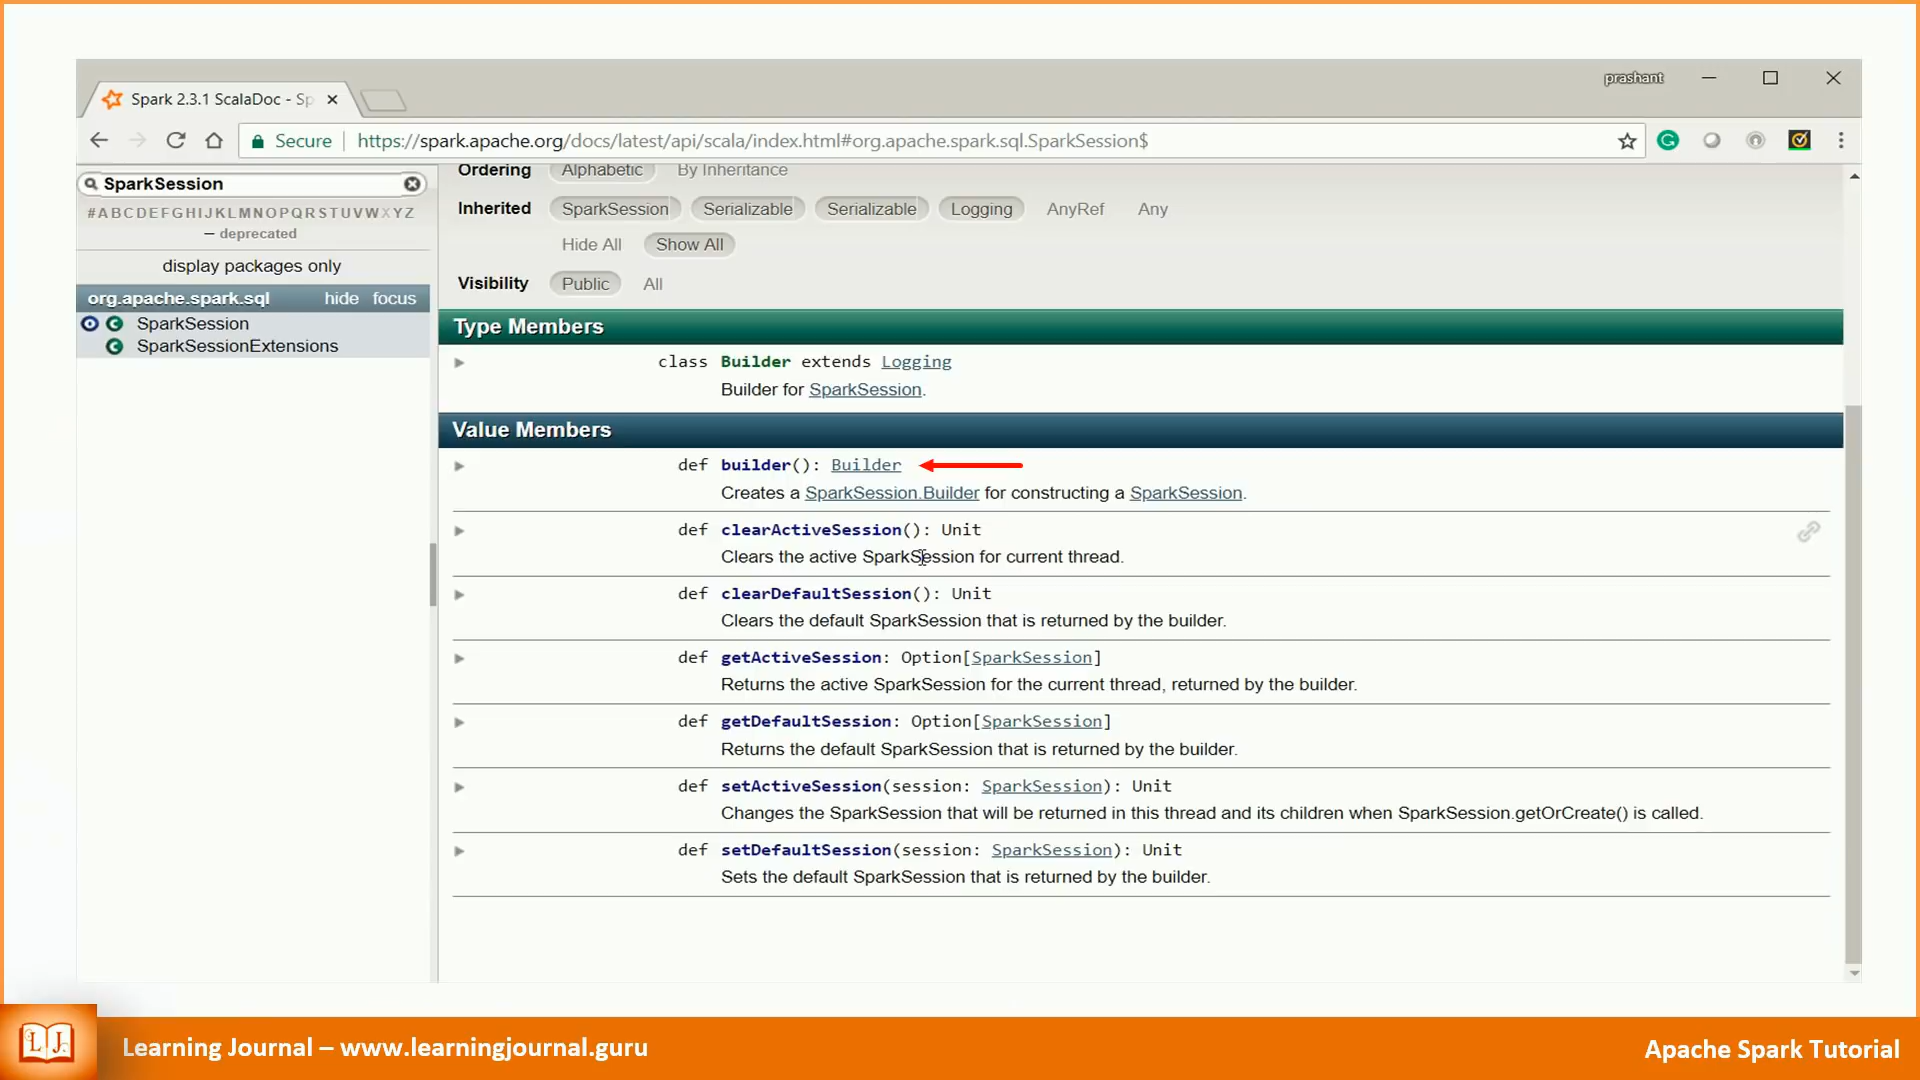 prashant
Spark 2.3.1 ScalaDoc - Sp
Secure https://spark.apache.org/docs/latest/api/scala/index.html#org.apache.spark.sql.SparkSession$
SparkSession
#ABCDEFGHIJKLMNOPQRSTUVWXYZ
– deprecated
display packages only
org.apache.spark.sql hide focus
SparkSession
SparkSessionExtensions
Ordering Alphabetic By Inheritance
Inherited SparkSession Serializable Serializable Logging AnyRef Any
Hide All Show All
Visibility Public All
Type Members
class Builder extends Logging
Builder for SparkSession.
Value Members
def builder(): Builder
Creates a SparkSession.Builder for constructing a SparkSession.
def clearActiveSession(): Unit
Clears the active SparkSession for current thread.
def clearDefaultSession(): Unit
Clears the default SparkSession that is returned by the builder.
def getActiveSession: Option[SparkSession]
Returns the active SparkSession for the current thread, returned by the builder.
def getDefaultSession: Option[SparkSession]
Returns the default SparkSession that is returned by the builder.
def setActiveSession(session: SparkSession): Unit
Changes the SparkSession that will be returned in this thread and its children when SparkSession.getOrCreate() is called.
def setDefaultSession(session: SparkSession): Unit
Sets the default SparkSession that is returned by the builder.
LJ
Learning Journal – www.learningjournal.guru
Apache Spark Tutorial